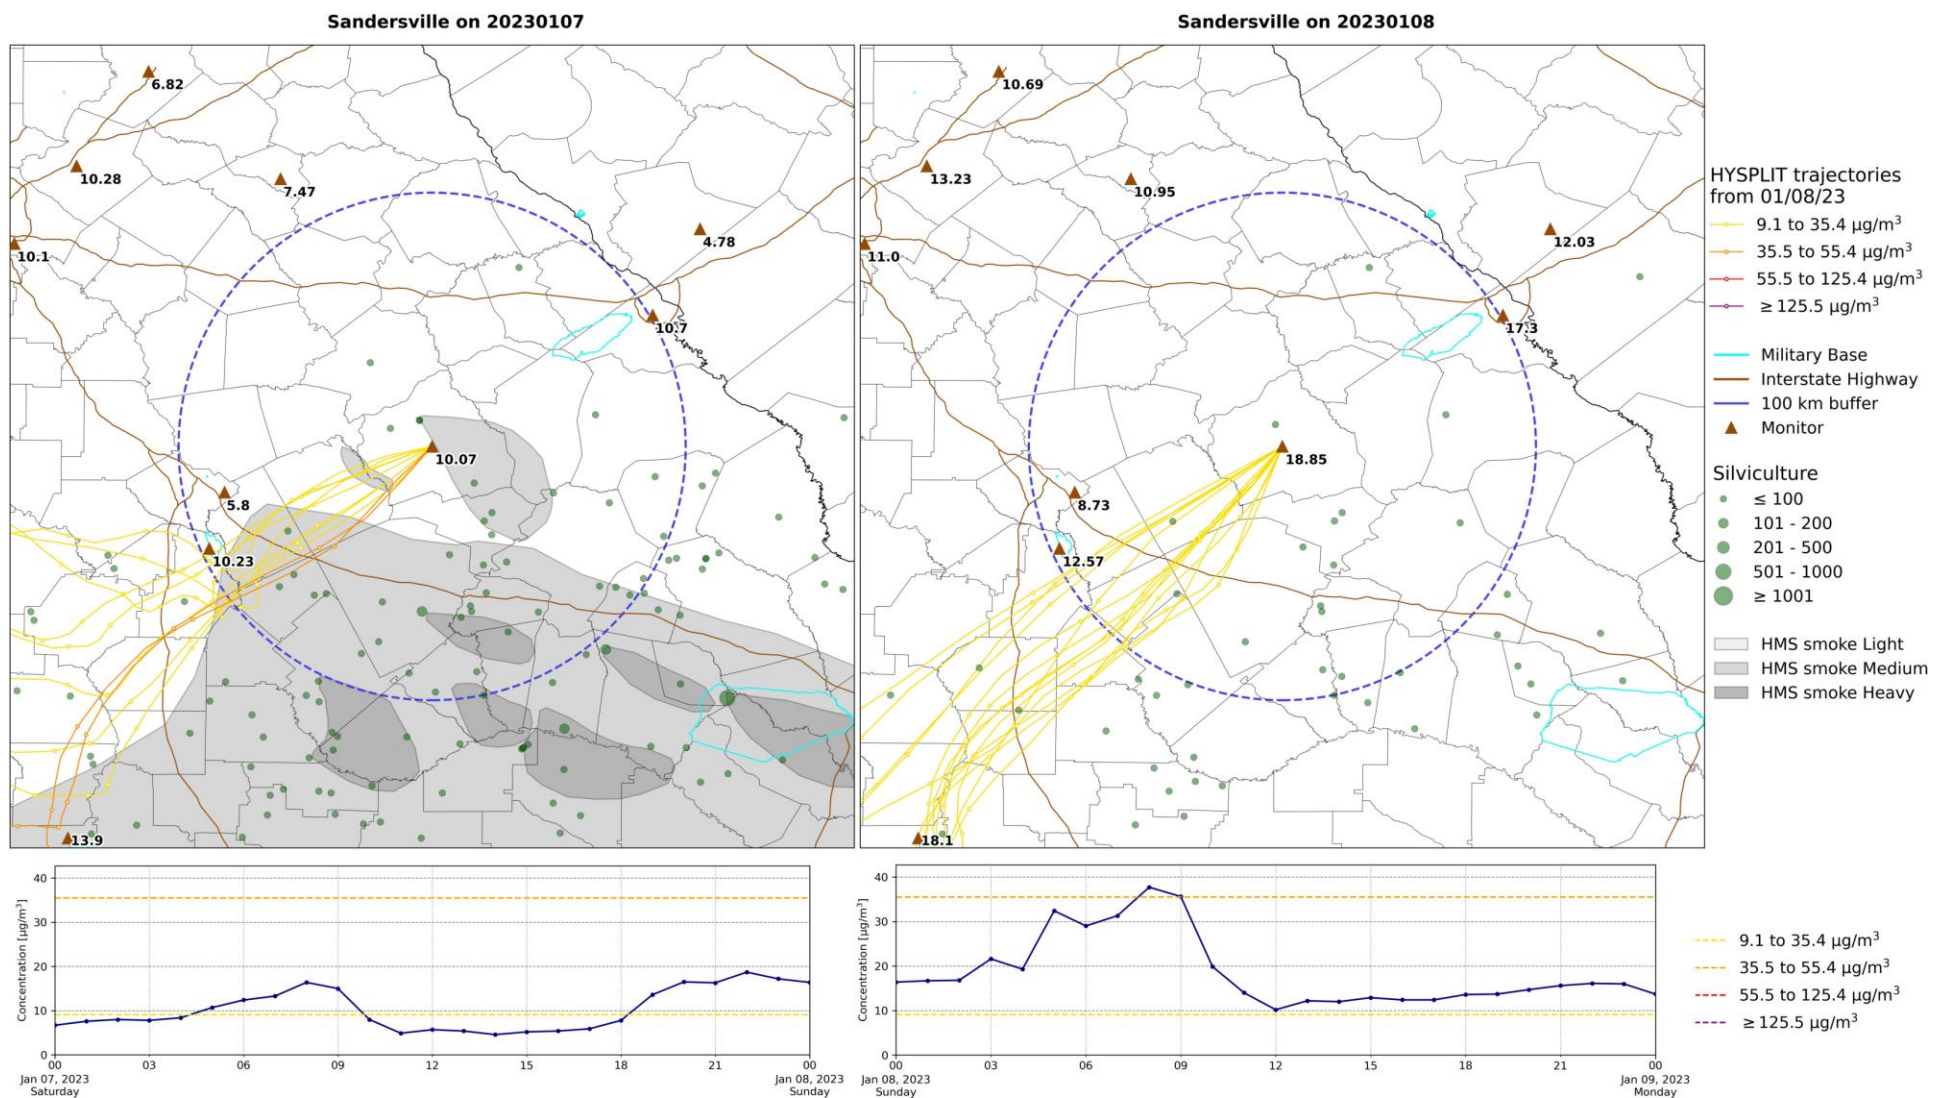 Sandersville on 20230107
6.82
10.28
7.47
10.1
4.78
10.7
10.07
5.8
10.23
13.9
Sandersville on 20230108
10.69
13.23
10.95
11.0
12.03
17.3
18.85
8.73
12.57
18.1
HYSPLIT trajectories
from 01/08/23
9.1 to 35.4 µg/m³
35.5 to 55.4 µg/m³
55.5 to 125.4 µg/m³
≥ 125.5 µg/m³
Military Base
Interstate Highway
100 km buffer
Monitor
Silviculture
≤ 100
101 - 200
201 - 500
501 - 1000
≥ 1001
HMS smoke Light
HMS smoke Medium
HMS smoke Heavy
Concentration [µg/m³]
40
30
20
10
0
00 03 06 09 12 15 18 21 00
Jan 07, 2023 Jan 08, 2023
Saturday Sunday
Concentration [µg/m³]
40
30
20
10
0
00 03 06 09 12 15 18 21 00
Jan 08, 2023 Jan 09, 2023
Sunday Monday
9.1 to 35.4 µg/m³
35.5 to 55.4 µg/m³
55.5 to 125.4 µg/m³
≥ 125.5 µg/m³